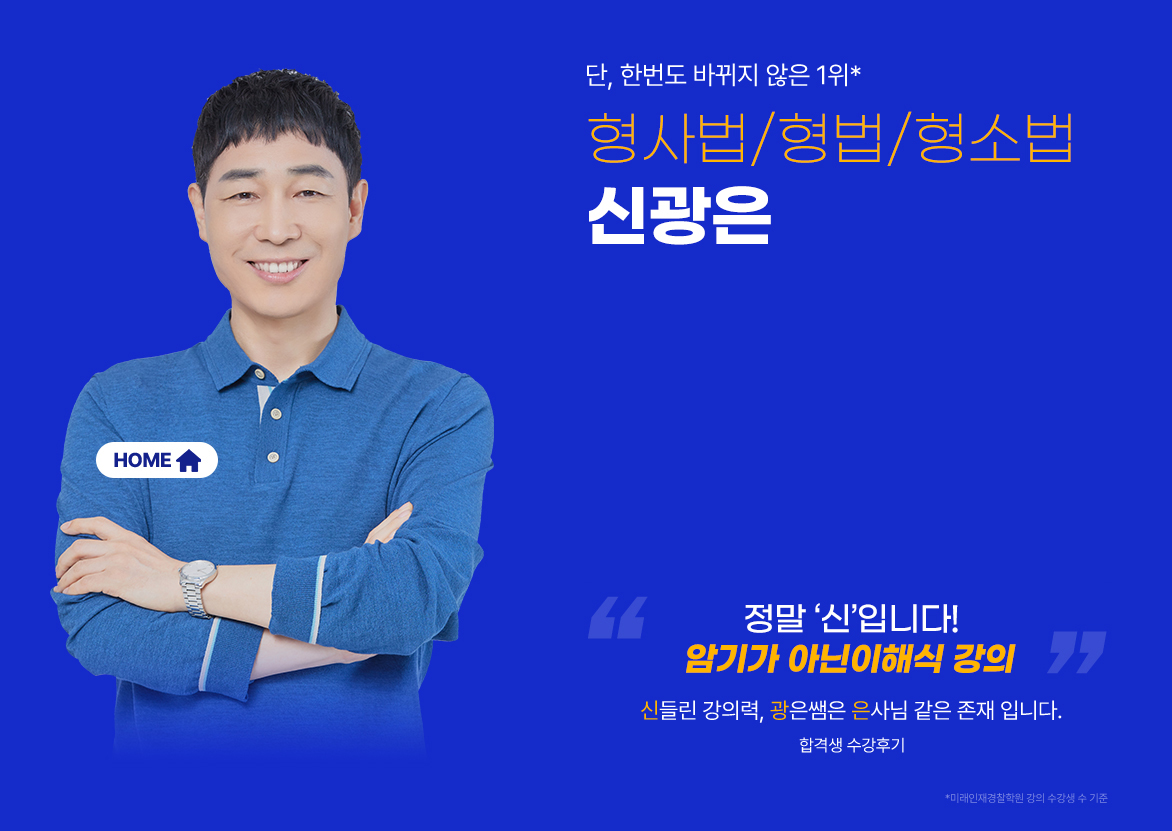 단, 한번도 바뀌지 않은 1위*
형사법/형법/형소법
신광은
HOME
“정말 ‘신’입니다!
암기가 아닌이해식 강의”
신들린 강의력, 광은쌤은 은사님 같은 존재 입니다.
합격생 수강후기
*미래인재경찰학원 강의 수강생 수 기준